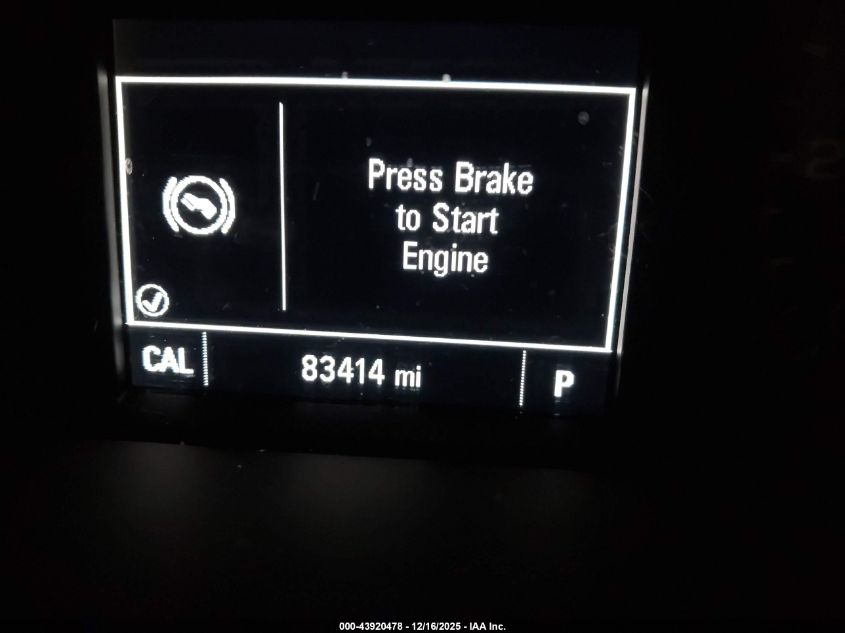 Press Brake
to Start
Engine
CAL 83414 mi P
000-43920478 - 12/16/2025 - IAA Inc.